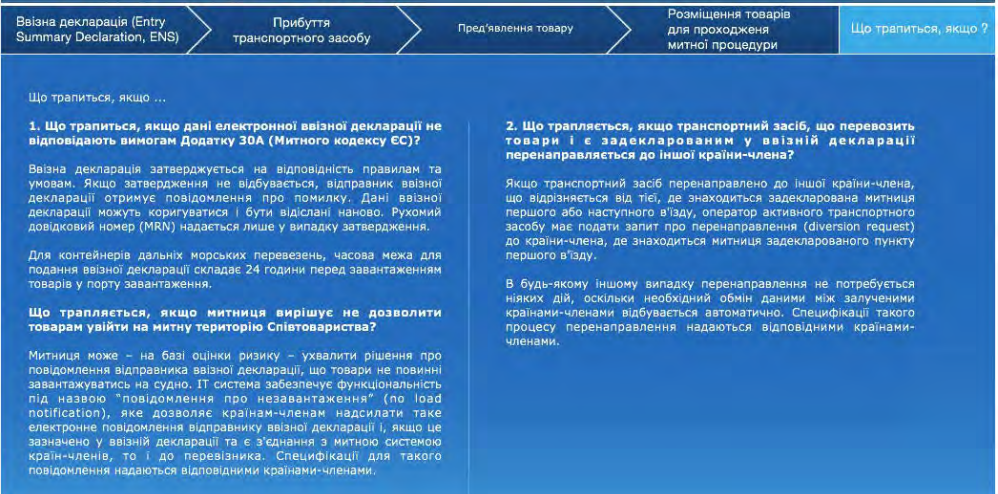 Ввізна декларація (Entry
Summary Declaration, ENS)
Прибуття
транспортного засобу
Пред'явлення товару
Розміщення товарів
для проходженя
митної процедури
Що трапиться, якщо ?
Що трапиться, якщо ...
1. Що трапиться, якщо дані електронної ввізної декларації не
відповідають вимогам Додатку 30А (Митного кодексу ЄС)?
Ввізна декларація затверджується на відповідність правилам та
умовам. Якщо затвердження не відбувається, відправник ввізної
декларації отримує повідомлення про помилку. Дані ввізної
декларації можуть коригуватися і бути відіслані наново. Рухомий
довідковий номер (MRN) надається лише у випадку затвердження.
Для контейнерів дальніх морських перевезень, часова межа для
подання ввізної декларації складає 24 години перед завантаженням
товарів у порту завантаження.
Що трапляється, якщо митниця вирішує не дозволити
товарам увійти на митну територію Співтовариства?
Митниця може – на базі оцінки ризику – ухвалити рішення про
повідомлення відправника ввізної декларації, що товари не повинні
завантажуватись на судно. ІТ система забезпечує функціональність
під назвою "повідомлення про незавантаження" (no load
notification), яке дозволяє країнам-членам надсилати таке
електронне повідомлення відправнику ввізної декларації і, якщо це
зазначено у ввізній декларації та є з'єднання з митною системою
країн-членів, то і до перевізника. Специфікації для такого
повідомлення надаються відповідними країнами-членами.
2. Що трапляється, якщо транспортний засіб, що перевозить
товари і є задекларованим у ввізній декларації
перенаправляється до іншої країни-члена?
Якщо транспортний засіб перенаправлено до іншої країни-члена,
що відрізняється від тієї, де знаходиться задекларована митниця
першого або наступного в'їзду, оператор активного транспортного
засобу має подати запит про перенаправлення (diversion request)
до країни-члена, де знаходиться митниця задекларованого пункту
першого в'їзду.
В будь-якому іншому випадку перенаправлення не потребується
ніяких дій, оскільки необхідний обмін даними між залученими
країнами-членами відбувається автоматично. Специфікації такого
процесу перенаправлення надаються відповідними країнами-
членами.